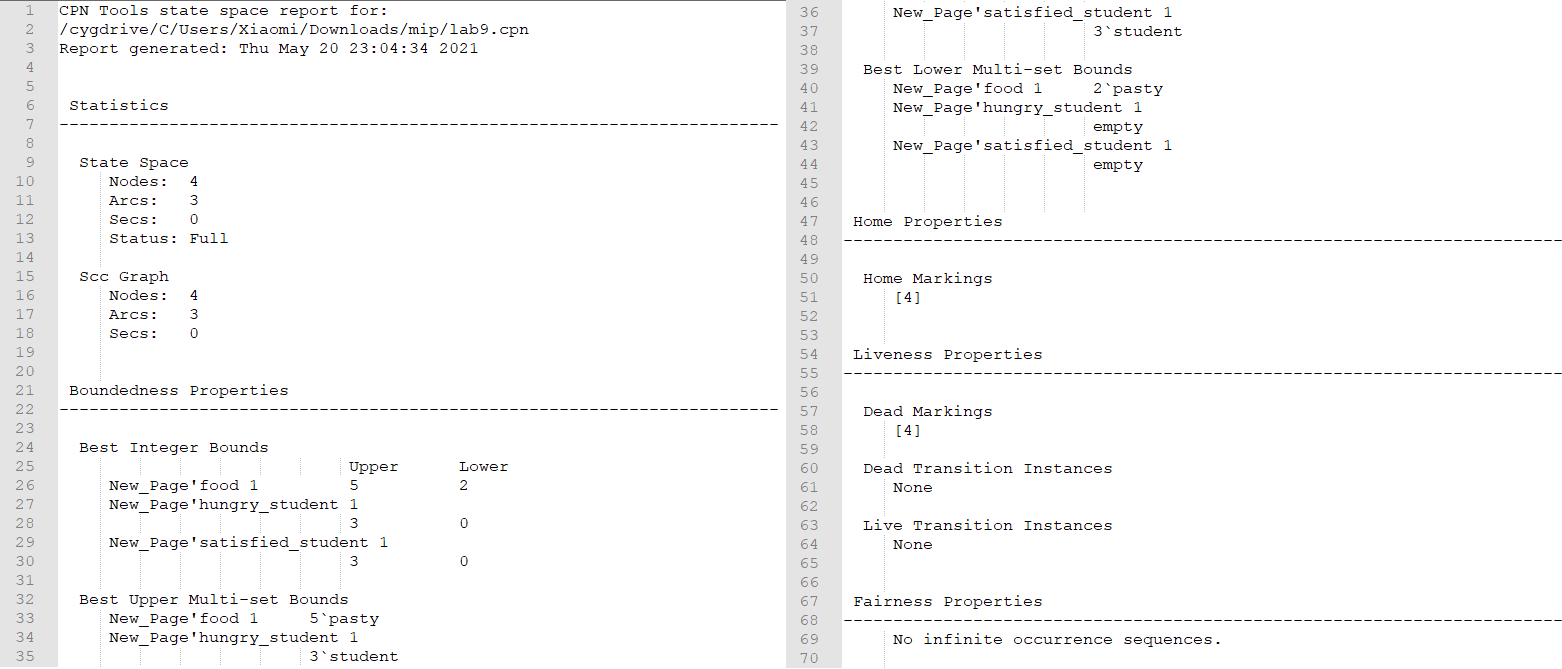 1 CPN Tools state space report for:
2 /cygdrive/C/Users/Xiaomi/Downloads/mip/lab9.cpn
3 Report generated: Thu May 20 23:04:34 2021
4
5
6 Statistics
7 ------------------------------------------------------------------------
8
9 State Space
10 Nodes: 4
11 Arcs: 3
12 Secs: 0
13 Status: Full
14
15 Scc Graph
16 Nodes: 4
17 Arcs: 3
18 Secs: 0
19
20
21 Boundedness Properties
22 ------------------------------------------------------------------------
23
24 Best Integer Bounds
25 Upper Lower
26 New_Page'food 1 5 2
27 New_Page'hungry_student 1
28 3 0
29 New_Page'satisfied_student 1
30 3 0
31
32 Best Upper Multi-set Bounds
33 New_Page'food 1 5`pasty
34 New_Page'hungry_student 1
35 3`student
36 New_Page'satisfied_student 1
37 3`student
38
39 Best Lower Multi-set Bounds
40 New_Page'food 1 2`pasty
41 New_Page'hungry_student 1
42 empty
43 New_Page'satisfied_student 1
44 empty
45
46
47 Home Properties
48 ------------------------------------------------------------------------
49
50 Home Markings
51 [4]
52
53
54 Liveness Properties
55 ------------------------------------------------------------------------
56
57 Dead Markings
58 [4]
59
60 Dead Transition Instances
61 None
62
63 Live Transition Instances
64 None
65
66
67 Fairness Properties
68 ------------------------------------------------------------------------
69 No infinite occurrence sequences.
70